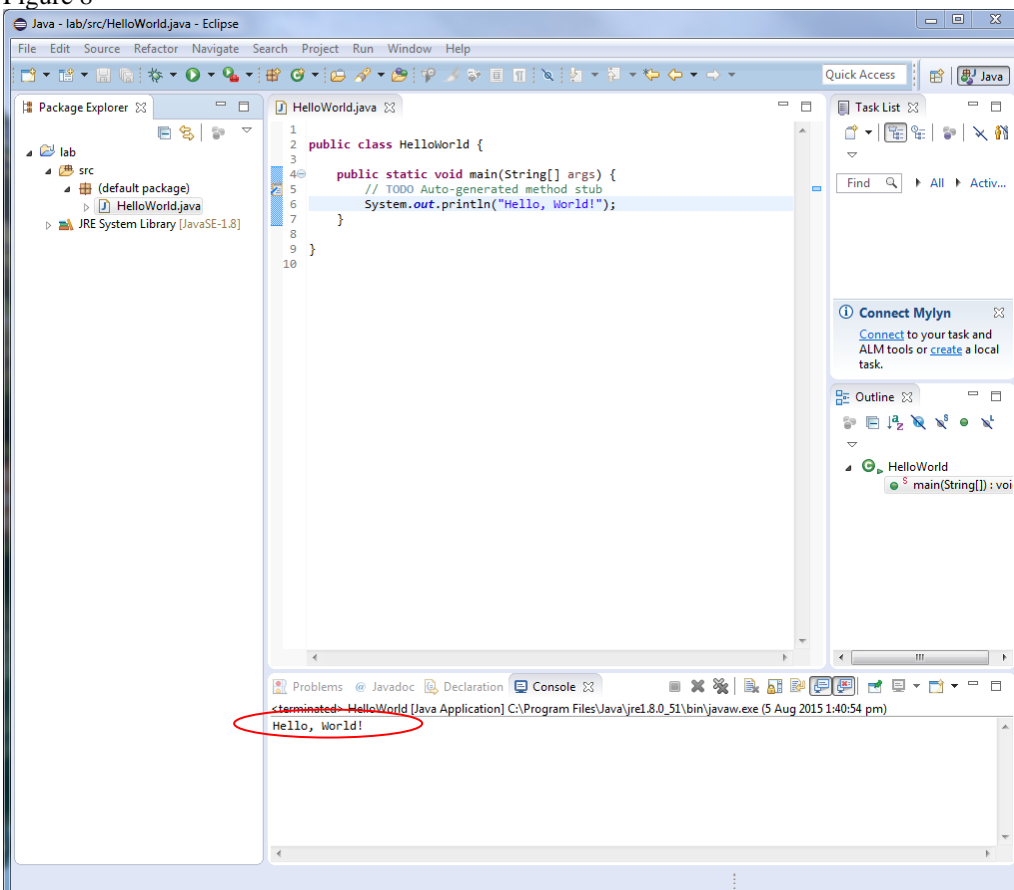 Figure 8
Java - lab/src/HelloWorld.java - Eclipse
File Edit Source Refactor Navigate Search Project Run Window Help
Quick Access
Java
Package Explorer
lab
src
(default package)
HelloWorld.java
JRE System Library [JavaSE-1.8]
HelloWorld.java
1
2 public class HelloWorld {
3
4 public static void main(String[] args) {
5 // TODO Auto-generated method stub
6 System.out.println("Hello, World!");
7 }
8
9 }
10
Task List
Find
All
Activ...
Connect Mylyn
Connect to your task and
ALM tools or create a local
task.
Outline
HelloWorld
main(String[]) : voi
Problems @ Javadoc Declaration Console
<terminated> HelloWorld [Java Application] C:\Program Files\Java\jre1.8.0_51\bin\javaw.exe (5 Aug 2015 1:40:54 pm)
Hello, World!